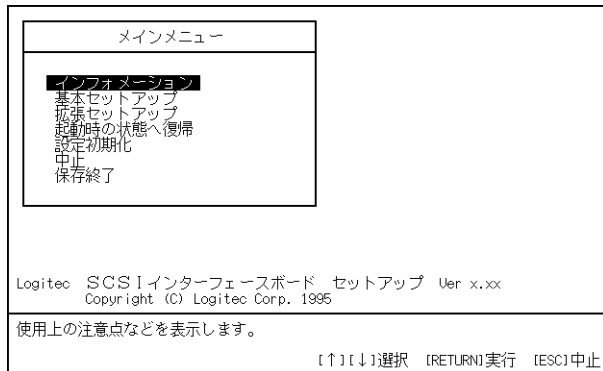 メインメニュー
インフォメーション
基本セットアップ
拡張セットアップ
起動時の状態へ復帰
設定初期化
中止
保存終了
Logitec ＳＣＳＩインターフェースボード セットアップ Ver x.xx
Copyright (C) Logitec Corp. 1995
使用上の注意点などを表示します。
[↑][↓]選択 [RETURN]実行 [ESC]中止